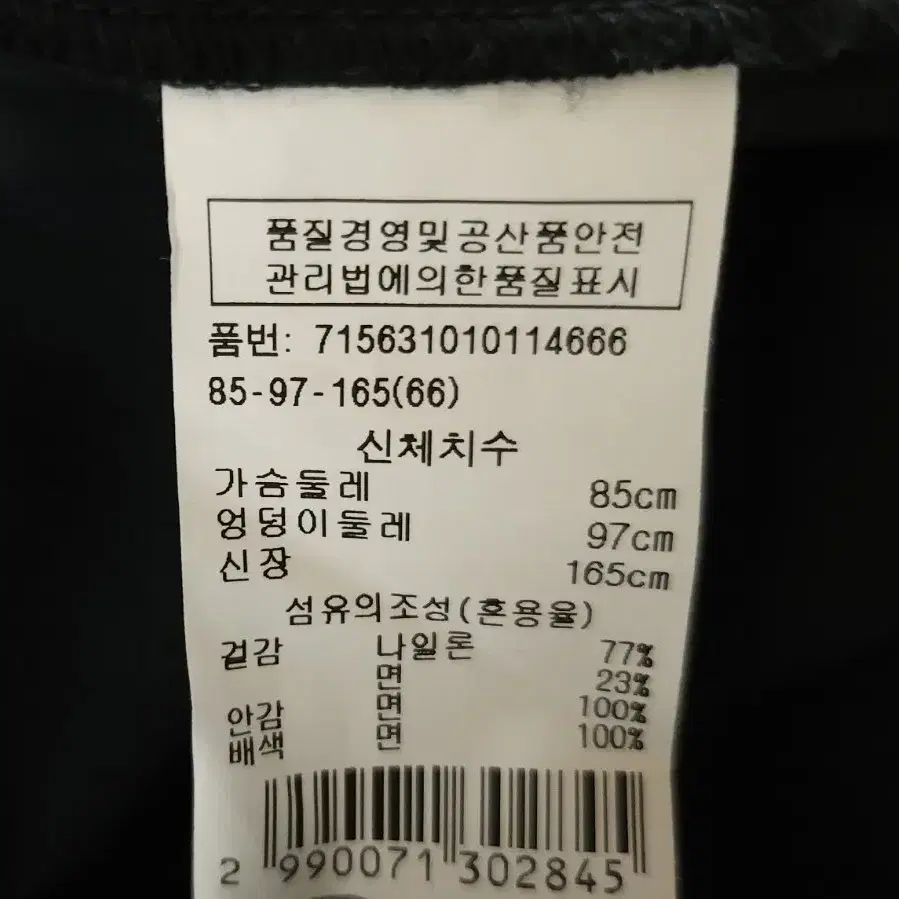 품질경영및공산품안전
관리법에의한품질표시
품번: 715631010114666
85-97-165(66)
신체치수
가슴둘레 85cm
엉덩이둘레 97cm
신장 165cm
섬유의조성(혼용율)
겉감 나일론 77%
면 23%
안감 면 100%
배색 면 100%
2 990071 302845